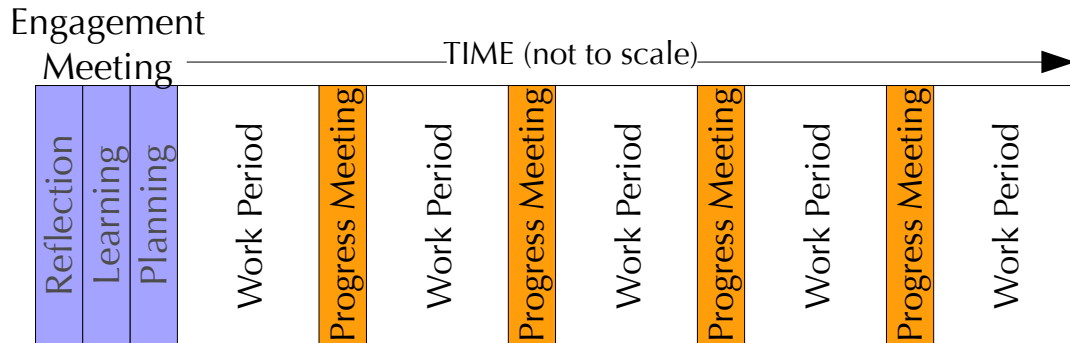 Engagement
Meeting
TIME (not to scale)
Reflection
Learning
Planning
Work Period
Progress Meeting
Work Period
Progress Meeting
Work Period
Progress Meeting
Work Period
Progress Meeting
Work Period